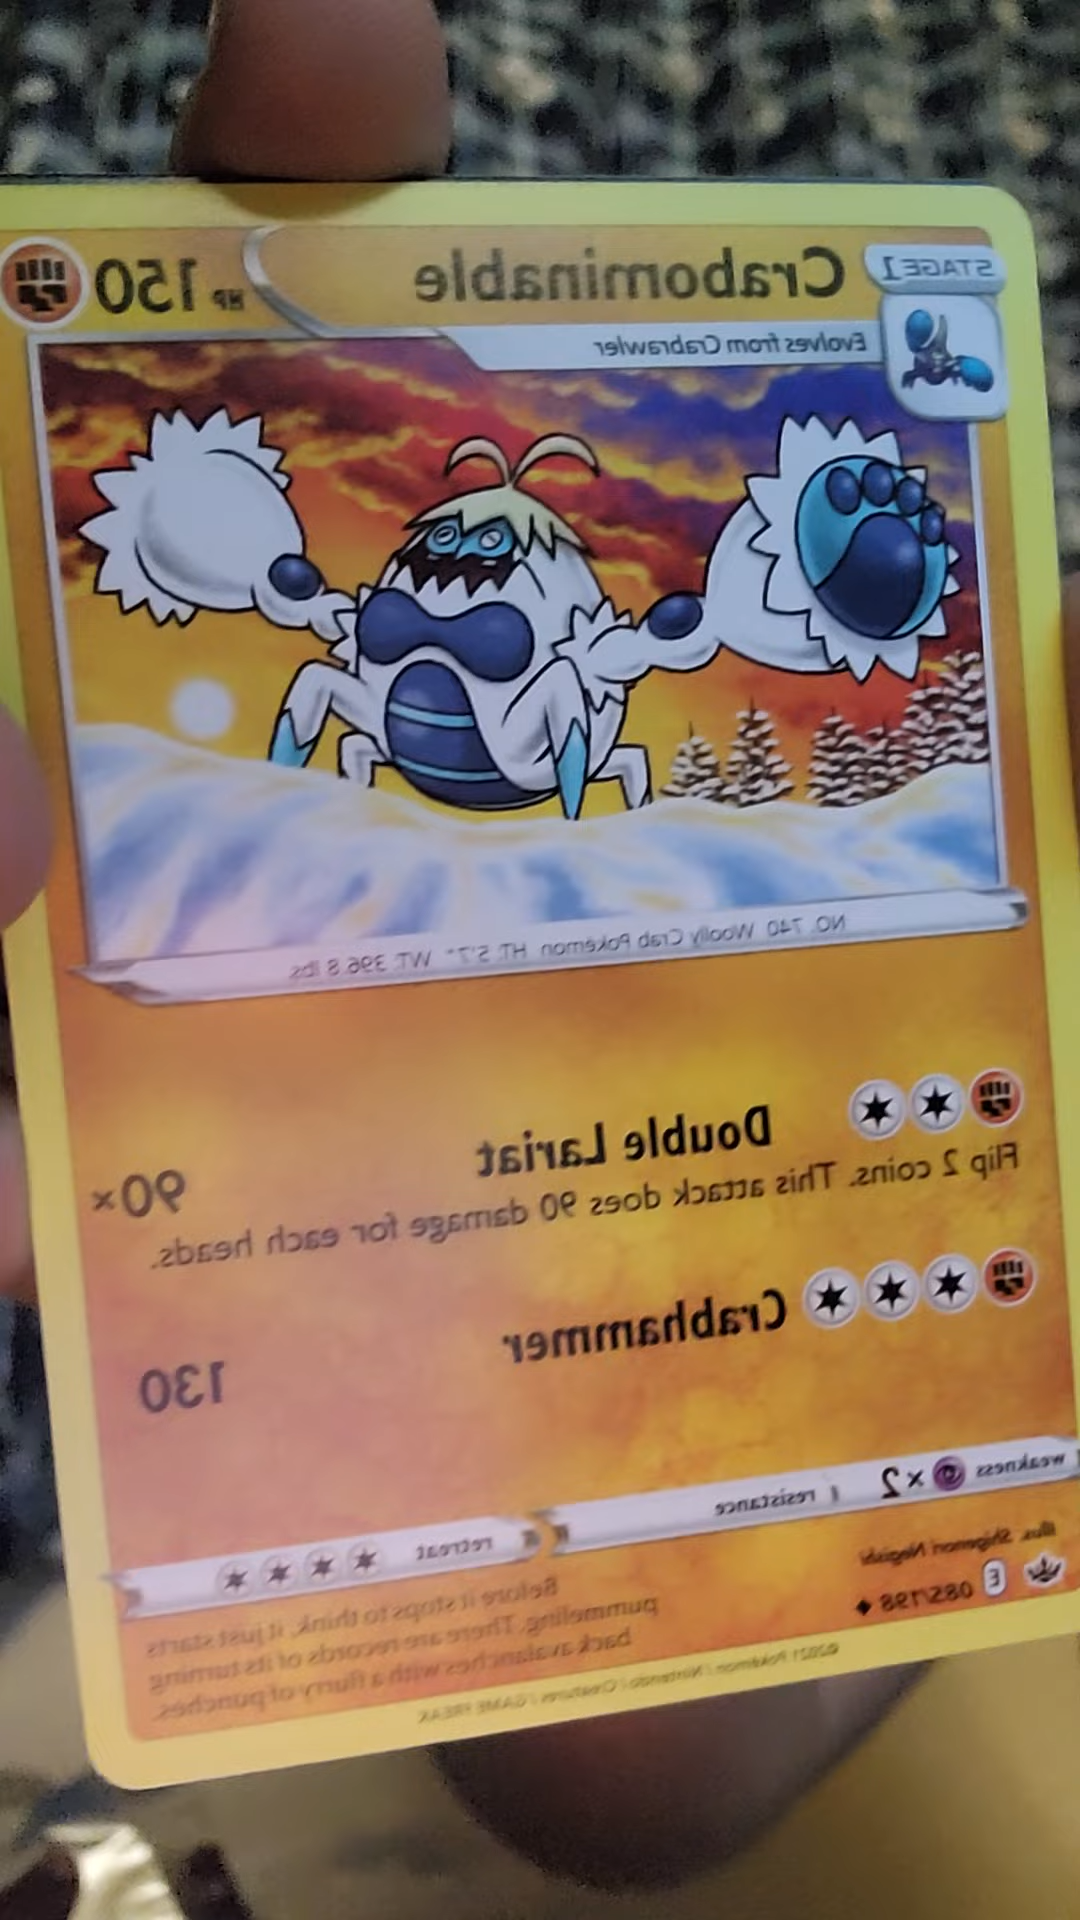 STAGE 1
Crabominable
HP 150
Evolves from Crabrawler
NO. 740 Woolly Crab Pokémon HT 5'7" WT 396.8 lbs
Double Lariat 90×
Flip 2 coins. This attack does 90 damage for each heads.
Crabhammer 130
weakness ×2 resistance retreat
Illus. Shigenori Negishi
E 085/198
Before it stops to think, it just starts
pummeling. There are records of its turning
back avalanches with a flurry of punches.
©2021 Pokémon / Nintendo / Creatures / GAME FREAK